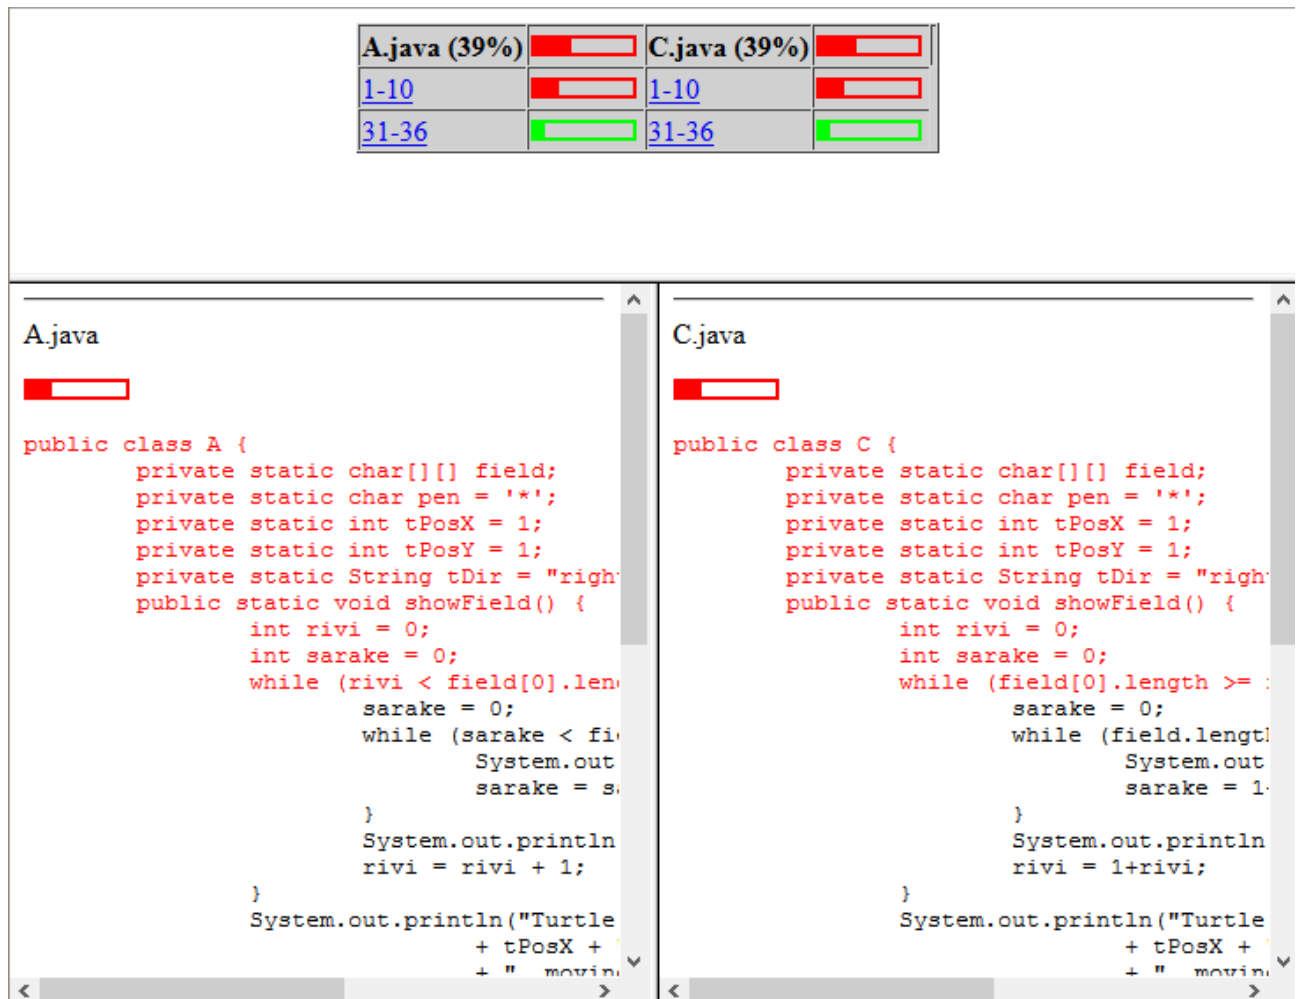 A.java (39%) C.java (39%)
1-10 1-10
31-36 31-36
A.java
public class A {
private static char[][] field;
private static char pen = '*';
private static int tPosX = 1;
private static int tPosY = 1;
private static String tDir = "righ
public static void showField() {
int rivi = 0;
int sarake = 0;
while (rivi < field[0].len
sarake = 0;
while (sarake < fi
System.out
sarake = s
}
System.out.println
rivi = rivi + 1;
}
System.out.println("Turtle
+ tPosX +
+ " movin
C.java
public class C {
private static char[][] field;
private static char pen = '*';
private static int tPosX = 1;
private static int tPosY = 1;
private static String tDir = "righ
public static void showField() {
int rivi = 0;
int sarake = 0;
while (field[0].length >=
sarake = 0;
while (field.lengt
System.out
sarake = 1
}
System.out.println
rivi = 1+rivi;
}
System.out.println("Turtle
+ tPosX +
+ " movin